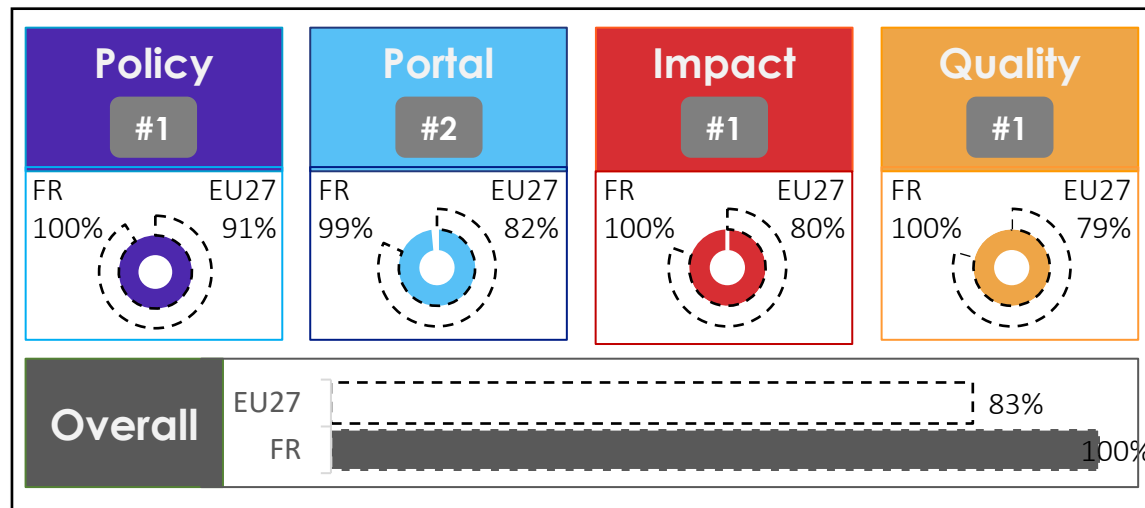 Policy
#1
FR EU27
100% 91%
Portal
#2
FR EU27
99% 82%
Impact
#1
FR EU27
100% 80%
Quality
#1
FR EU27
100% 79%
Overall
EU27 83%
FR 100%